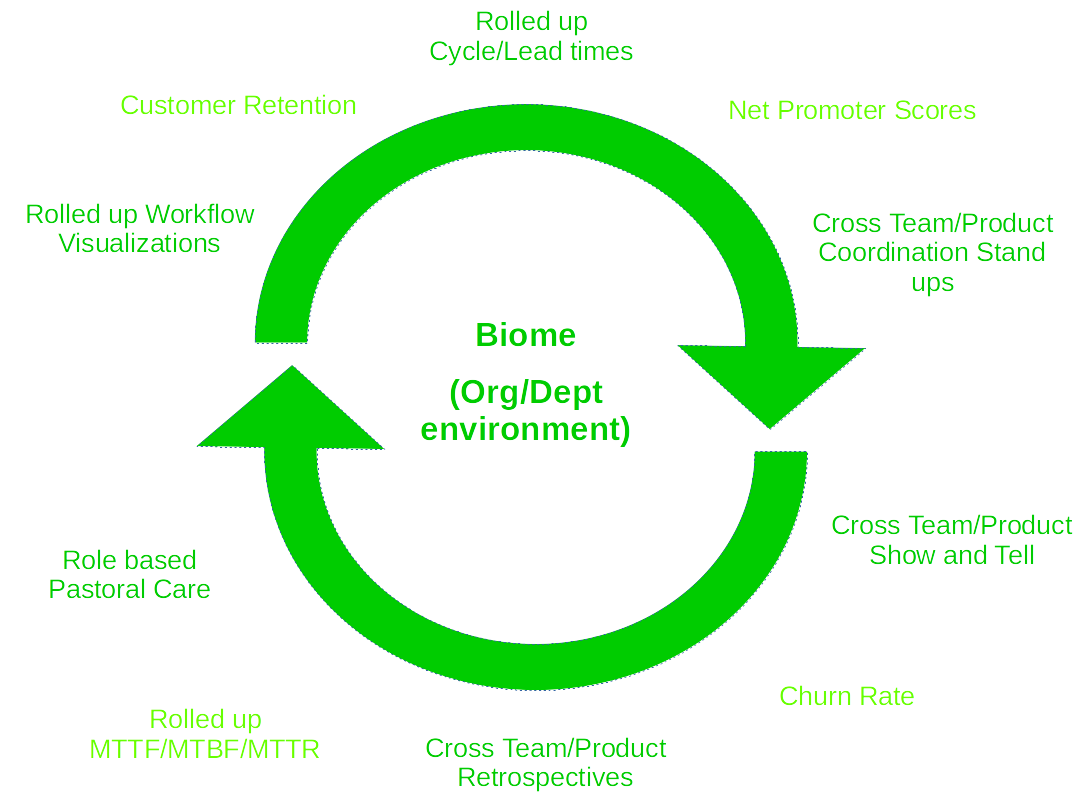 Rolled up
Cycle/Lead times
Customer Retention
Net Promoter Scores
Rolled up Workflow
Visualizations
Cross Team/Product
Coordination Stand
ups
Biome
(Org/Dept
environment)
Cross Team/Product
Show and Tell
Role based
Pastoral Care
Churn Rate
Rolled up
MTTF/MTBF/MTTR
Cross Team/Product
Retrospectives